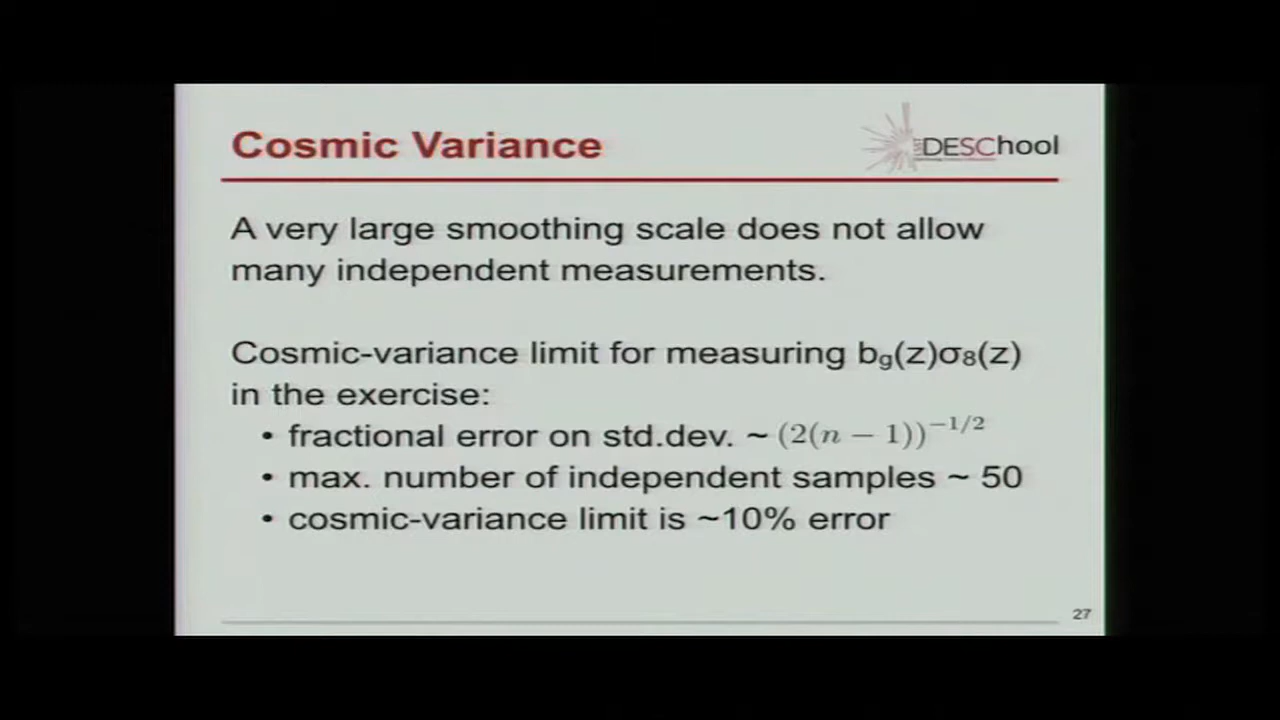 Cosmic Variance
DESChool
A very large smoothing scale does not allow
many independent measurements.
Cosmic-variance limit for measuring b_g(z)σ_8(z)
in the exercise:
• fractional error on std.dev. ~ (2(n − 1))^{−1/2}
• max. number of independent samples ~ 50
• cosmic-variance limit is ~10% error
27